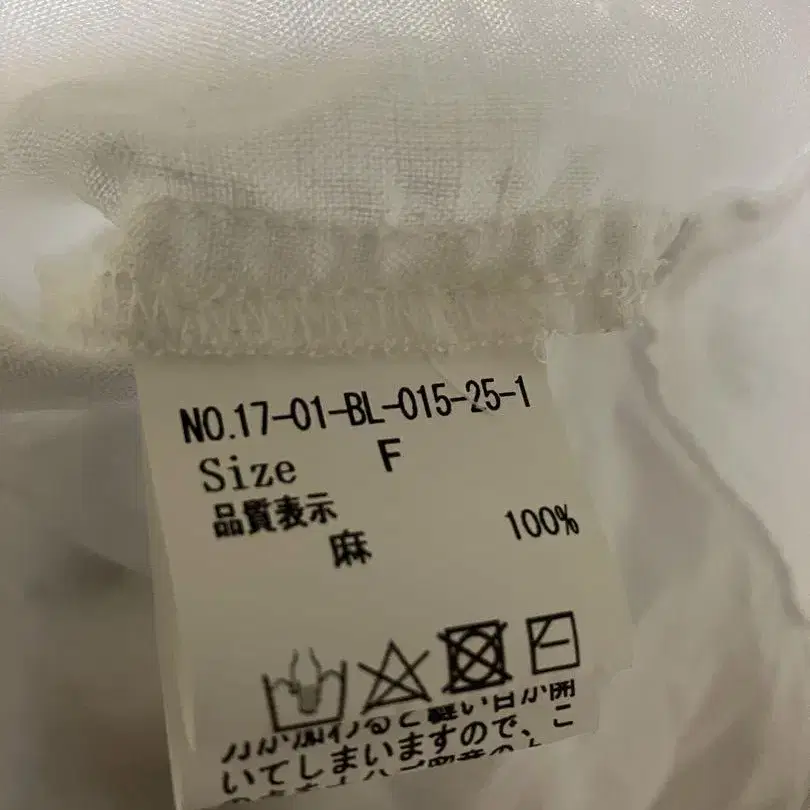 NO.17-01-BL-015-25-1
Size F
品質表示
麻 100%
いてしまいますので、こ